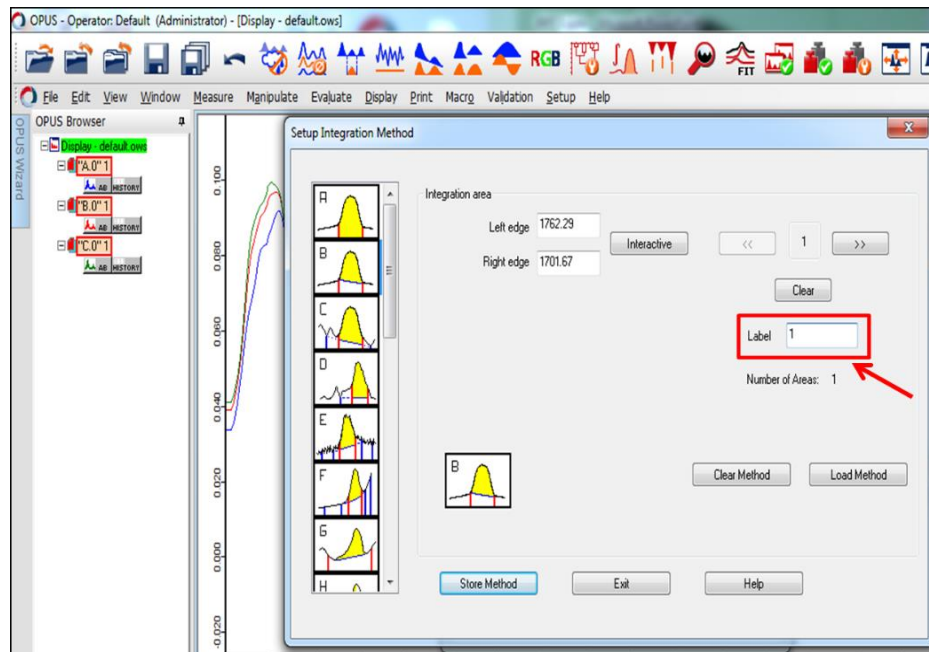 OPUS - Operator: Default (Administrator) - [Display - default.ows]
RGB
FIT
File Edit View Window Measure Manipulate Evaluate Display Print Macro Validation Setup Help
OPUS Wizard
OPUS Browser
Display - default.ows
"A.0" 1
AB HISTORY
"B.0" 1
AB HISTORY
"C.0" 1
AB HISTORY
0.100
0.080
0.060
0.040
0.020
0.000
-0.020
Setup Integration Method
A
B
C
D
E
F
G
H
Integration area
Left edge 1762.29
Right edge 1701.67
Interactive
<< 1 >>
Clear
Label 1
Number of Areas: 1
B
Clear Method Load Method
Store Method Exit Help